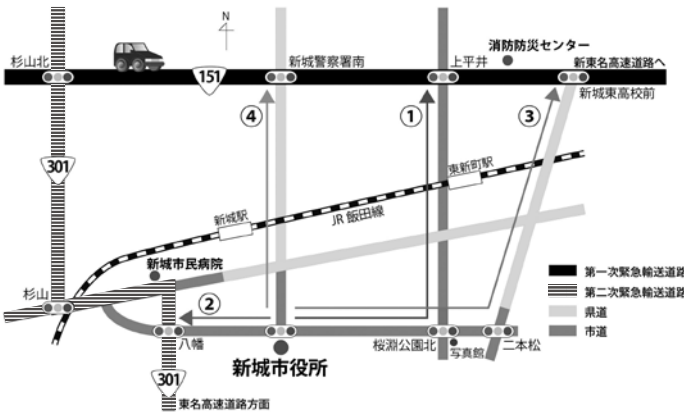 N
杉山北
新城警察署南
上平井
消防防災センター
新東名高速道路へ
151
新城東高校前
④
①
③
301
東新町駅
新城駅
JR 飯田線
新城市民病院
杉山
②
第一次緊急輸送道路
第二次緊急輸送道路
県道
市道
八幡
新城市役所
桜淵公園北
写真館
二本松
301
東名高速道路方面